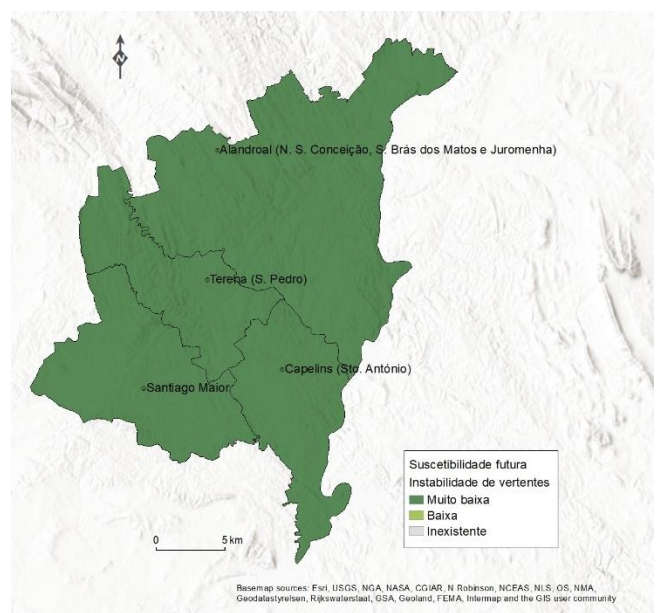 N
Alandroal (N. S. Conceição, S. Brás dos Matos e Juromenha)
Terena (S. Pedro)
Capelins (Sto. António)
Santiago Maior
Suscetibilidade futura
Instabilidade de vertentes
Muito baixa
Baixa
Inexistente
0 5 km
Basemap sources: Esri, USGS, NGA, NASA, CGIAR, N Robinson, NCEAS, NLS, OS, NMA,
Geodatastyrelsen, Rijkswaterstaat, GSA, Geoland, FEMA, Intermap and the GIS user community